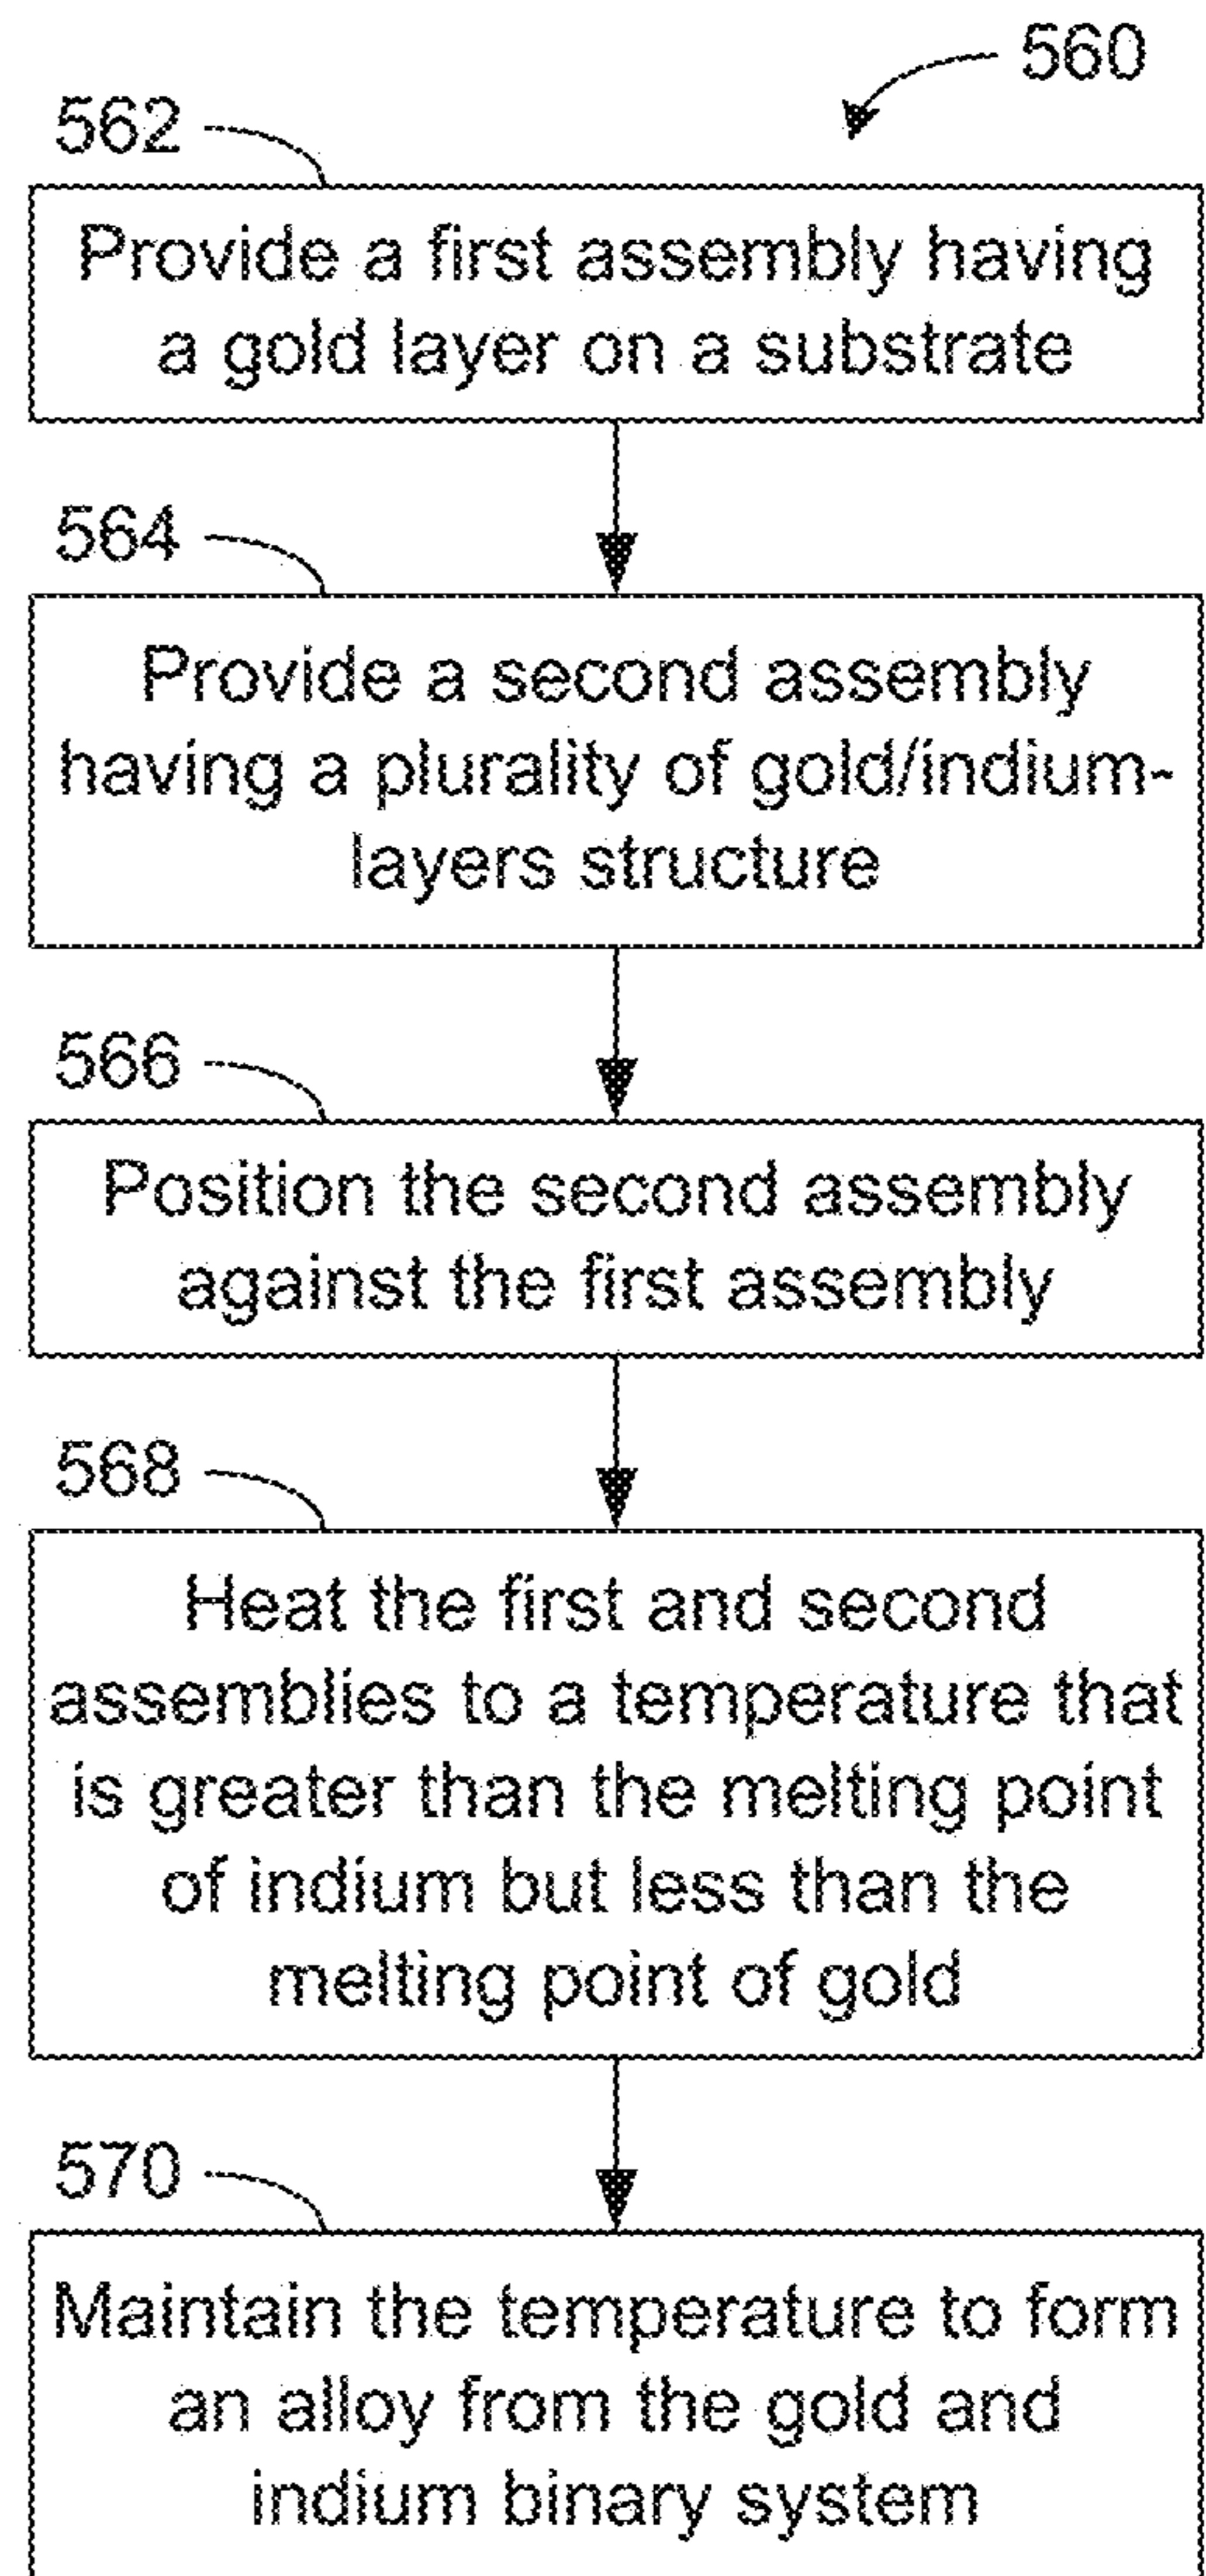 560
562
Provide a first assembly having
a gold layer on a substrate
564
Provide a second assembly
having a plurality of gold/indium-
layers structure
566
Position the second assembly
against the first assembly
568
Heat the first and second
assemblies to a temperature that
is greater than the melting point
of indium but less than the
melting point of gold
570
Maintain the temperature to form
an alloy from the gold and
indium binary system